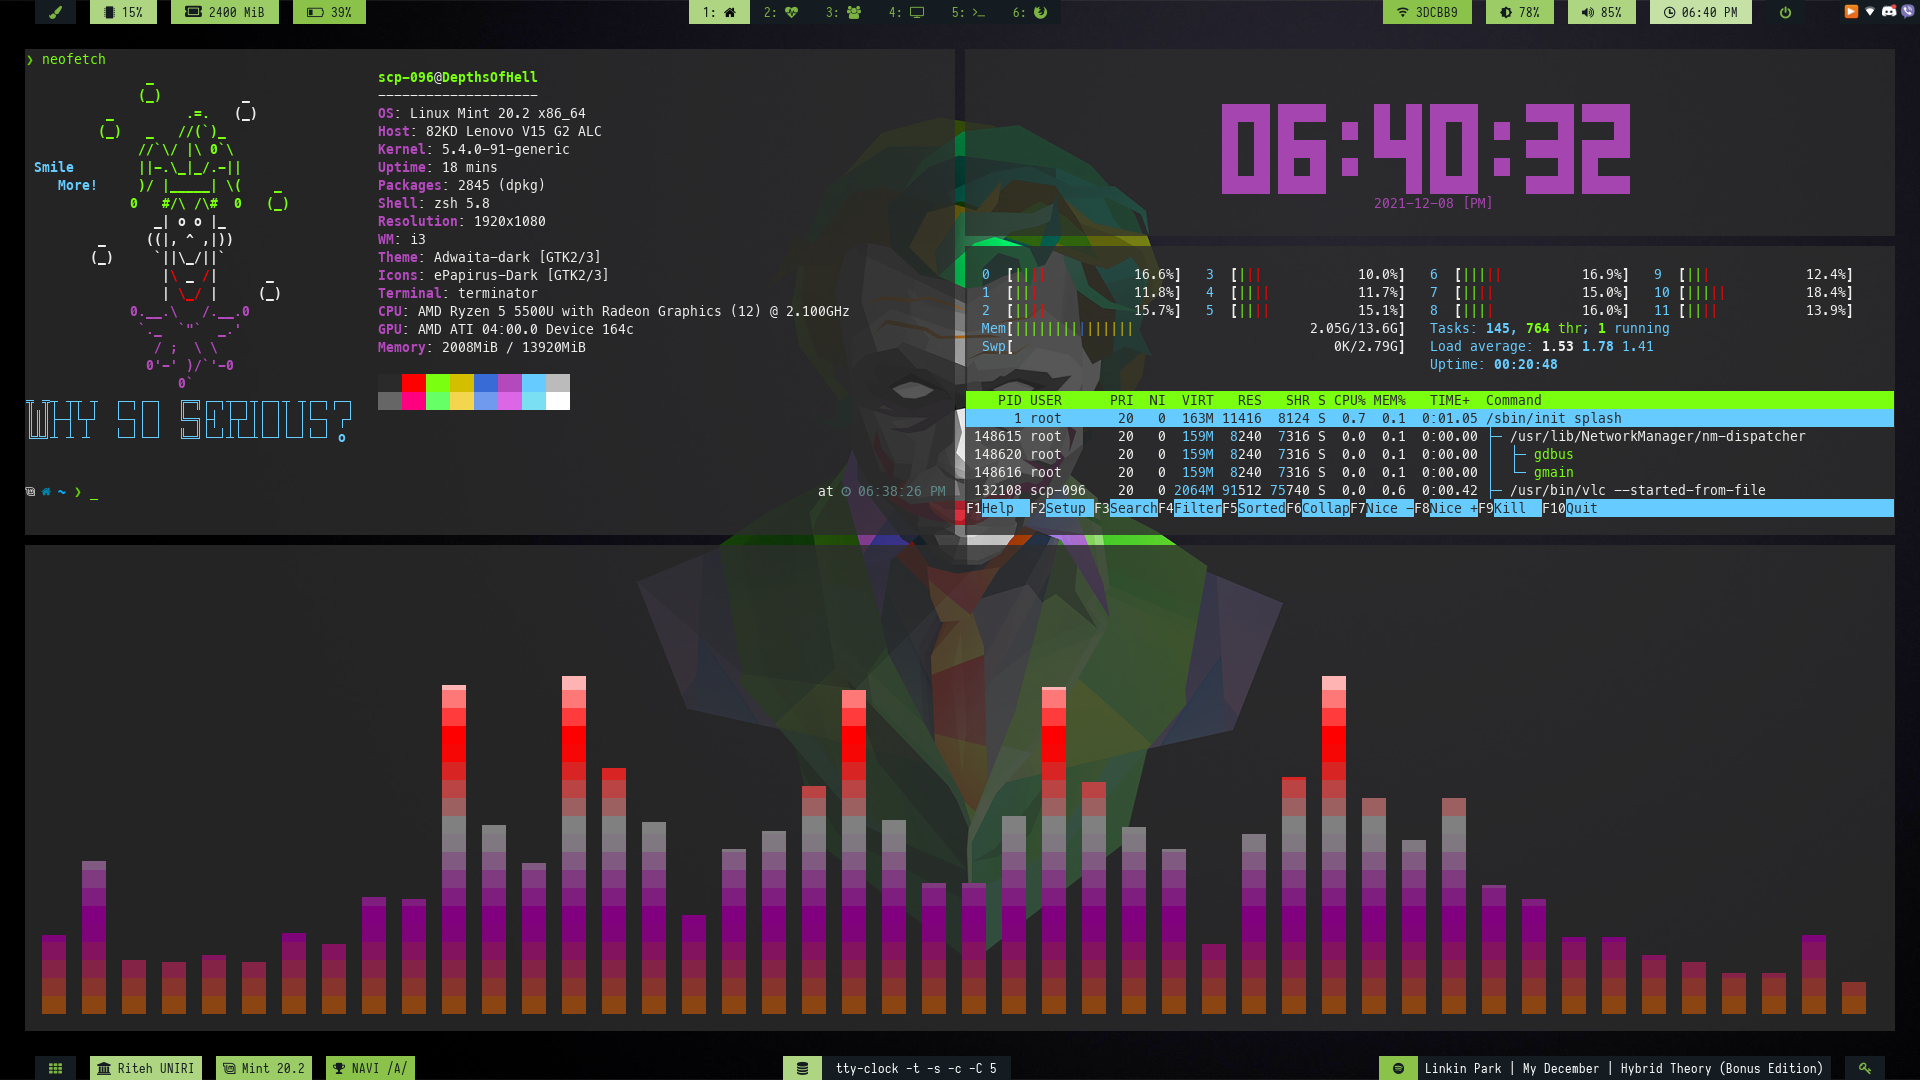 15%
2400 MiB
39%
1:
2:
3:
4:
5:
6:
3DCBB9
78%
85%
06:40 PM
❯ neofetch
Smile
More!
scp-096@DepthsOfHell
--------------------
OS: Linux Mint 20.2 x86_64
Host: 82KD Lenovo V15 G2 ALC
Kernel: 5.4.0-91-generic
Uptime: 18 mins
Packages: 2845 (dpkg)
Shell: zsh 5.8
Resolution: 1920x1080
WM: i3
Theme: Adwaita-dark [GTK2/3]
Icons: ePapirus-Dark [GTK2/3]
Terminal: terminator
CPU: AMD Ryzen 5 5500U with Radeon Graphics (12) @ 2.100GHz
GPU: AMD ATI 04:00.0 Device 164c
Memory: 2008MiB / 13920MiB
WHY SO SERIOUS?
~ ❯ _
at 06:38:26 PM
06:40:32
2021-12-08 [PM]
0 [|||| 16.6%] 3 [||| 10.0%] 6 [||||| 16.9%] 9 [||| 12.4%]
1 [||| 11.8%] 4 [|||| 11.7%] 7 [|||| 15.0%] 10 [||||| 18.4%]
2 [|||| 15.7%] 5 [|||| 15.1%] 8 [|||| 16.0%] 11 [|||| 13.9%]
Mem[||||||||||||||| 2.05G/13.6G] Tasks: 145, 764 thr; 1 running
Swp[ 0K/2.79G] Load average: 1.53 1.78 1.41
Uptime: 00:20:48
PID USER PRI NI VIRT RES SHR S CPU% MEM% TIME+ Command
1 root 20 0 163M 11416 8124 S 0.7 0.1 0:01.05 /sbin/init splash
148615 root 20 0 159M 8240 7316 S 0.0 0.1 0:00.00 ├─ /usr/lib/NetworkManager/nm-dispatcher
148620 root 20 0 159M 8240 7316 S 0.0 0.1 0:00.00 │ ├─ gdbus
148616 root 20 0 159M 8240 7316 S 0.0 0.1 0:00.00 │ └─ gmain
132108 scp-096 20 0 2064M 91512 75740 S 0.0 0.6 0:00.42 ├─ /usr/bin/vlc --started-from-file
F1Help F2Setup F3SearchF4FilterF5SortedF6CollapF7Nice -F8Nice +F9Kill F10Quit
Riteh UNIRI
Mint 20.2
NAVI /A/
tty-clock -t -s -c -C 5
Linkin Park | My December | Hybrid Theory (Bonus Edition)